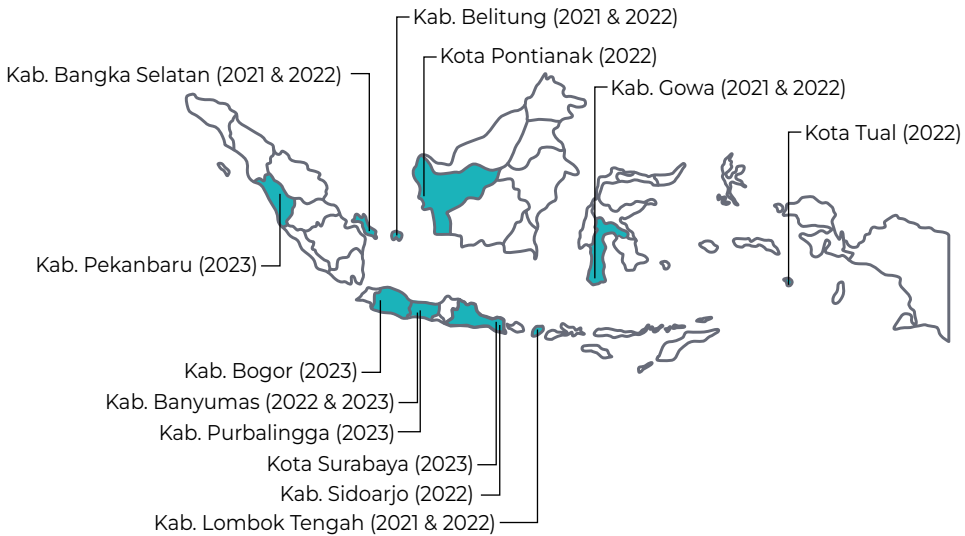 Kab. Belitung (2021 & 2022)
Kota Pontianak (2022)
Kab. Bangka Selatan (2021 & 2022)
Kab. Gowa (2021 & 2022)
Kota Tual (2022)
Kab. Pekanbaru (2023)
Kab. Bogor (2023)
Kab. Banyumas (2022 & 2023)
Kab. Purbalingga (2023)
Kota Surabaya (2023)
Kab. Sidoarjo (2022)
Kab. Lombok Tengah (2021 & 2022)